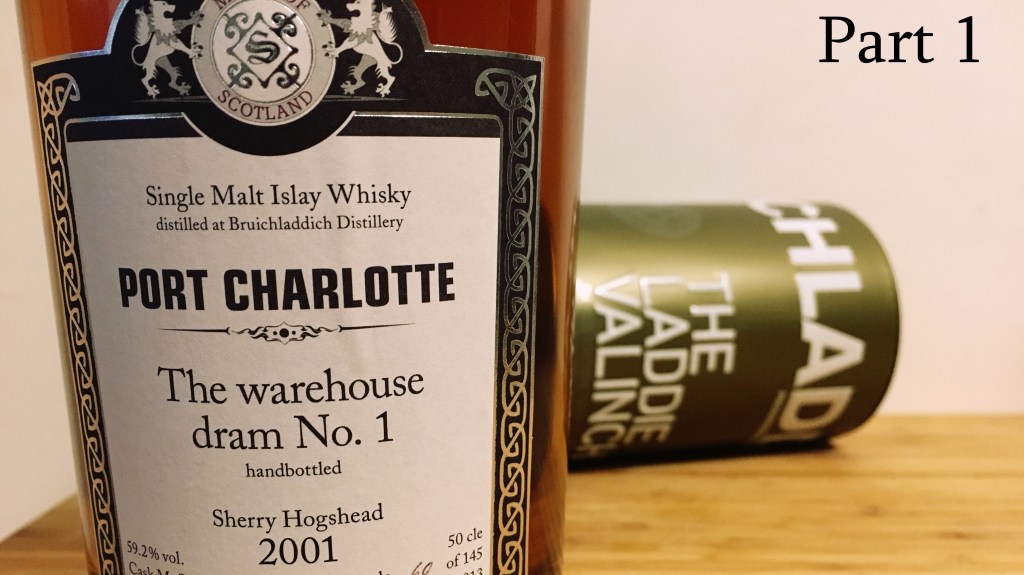 Part 1
SCOTLAND
Single Malt Islay Whisky
distilled at Bruichladdich Distillery
PORT CHARLOTTE
The warehouse
dram No. 1
handbottled
Sherry Hogshead
2001
59.2% vol.
50 cle
of 145
60
THE
LADDIE